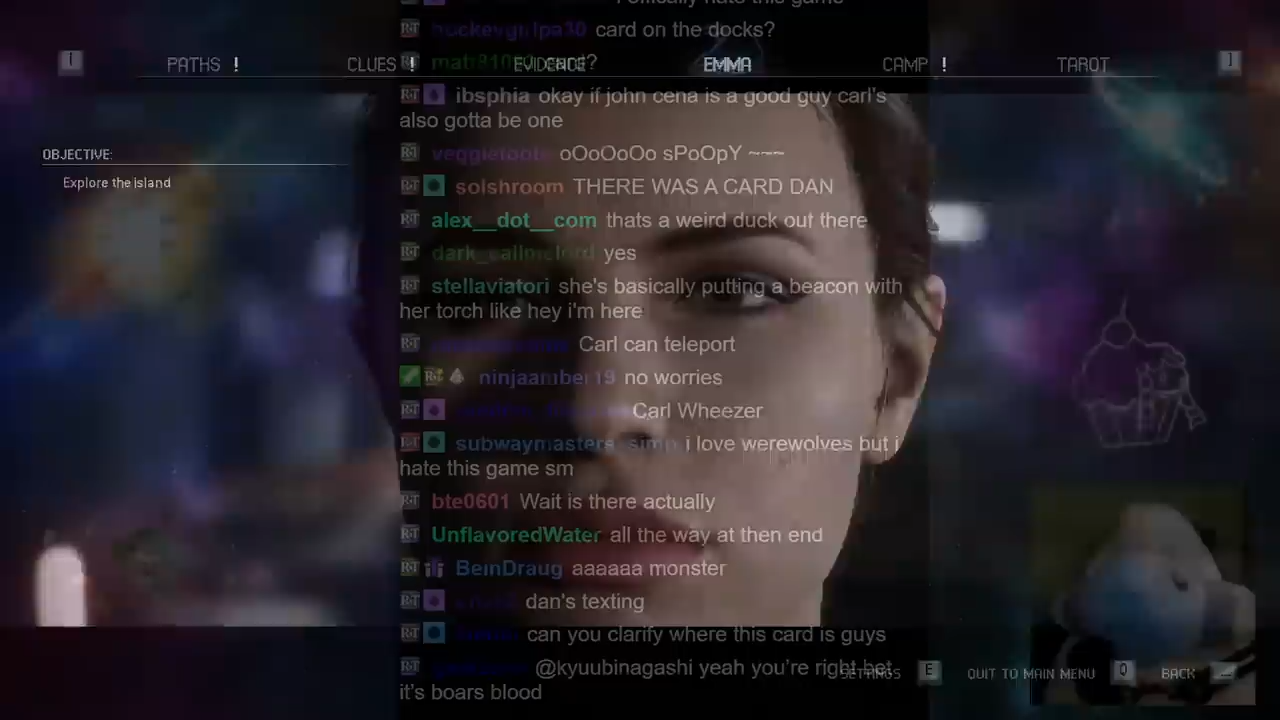 I
PATHS !
CLUES !
EVIDENCE
EMMA
CAMP !
TAROT
OBJECTIVE:
Explore the island
this game
card on the docks?
ibsphia okay if john cena is a good guy carl's
also gotta be one
oOoOoOo sPoOpY ~~~
solshroom THERE WAS A CARD DAN
alex__dot__com thats a weird duck out there
yes
stellaviatori she's basically putting a beacon with
her torch like hey i'm here
Carl can teleport
ninjaamber19 no worries
Carl Wheezer
subwaymasters_simp i love werewolves but i
hate this game sm
bte0601 Wait is there actually
UnflavoredWater all the way at then end
BeinDraug aaaaaa monster
dan's texting
can you clarify where this card is guys
@kyuubinagashi yeah you're right bet
it's boars blood
SETTINGS E
QUIT TO MAIN MENU Q
BACK